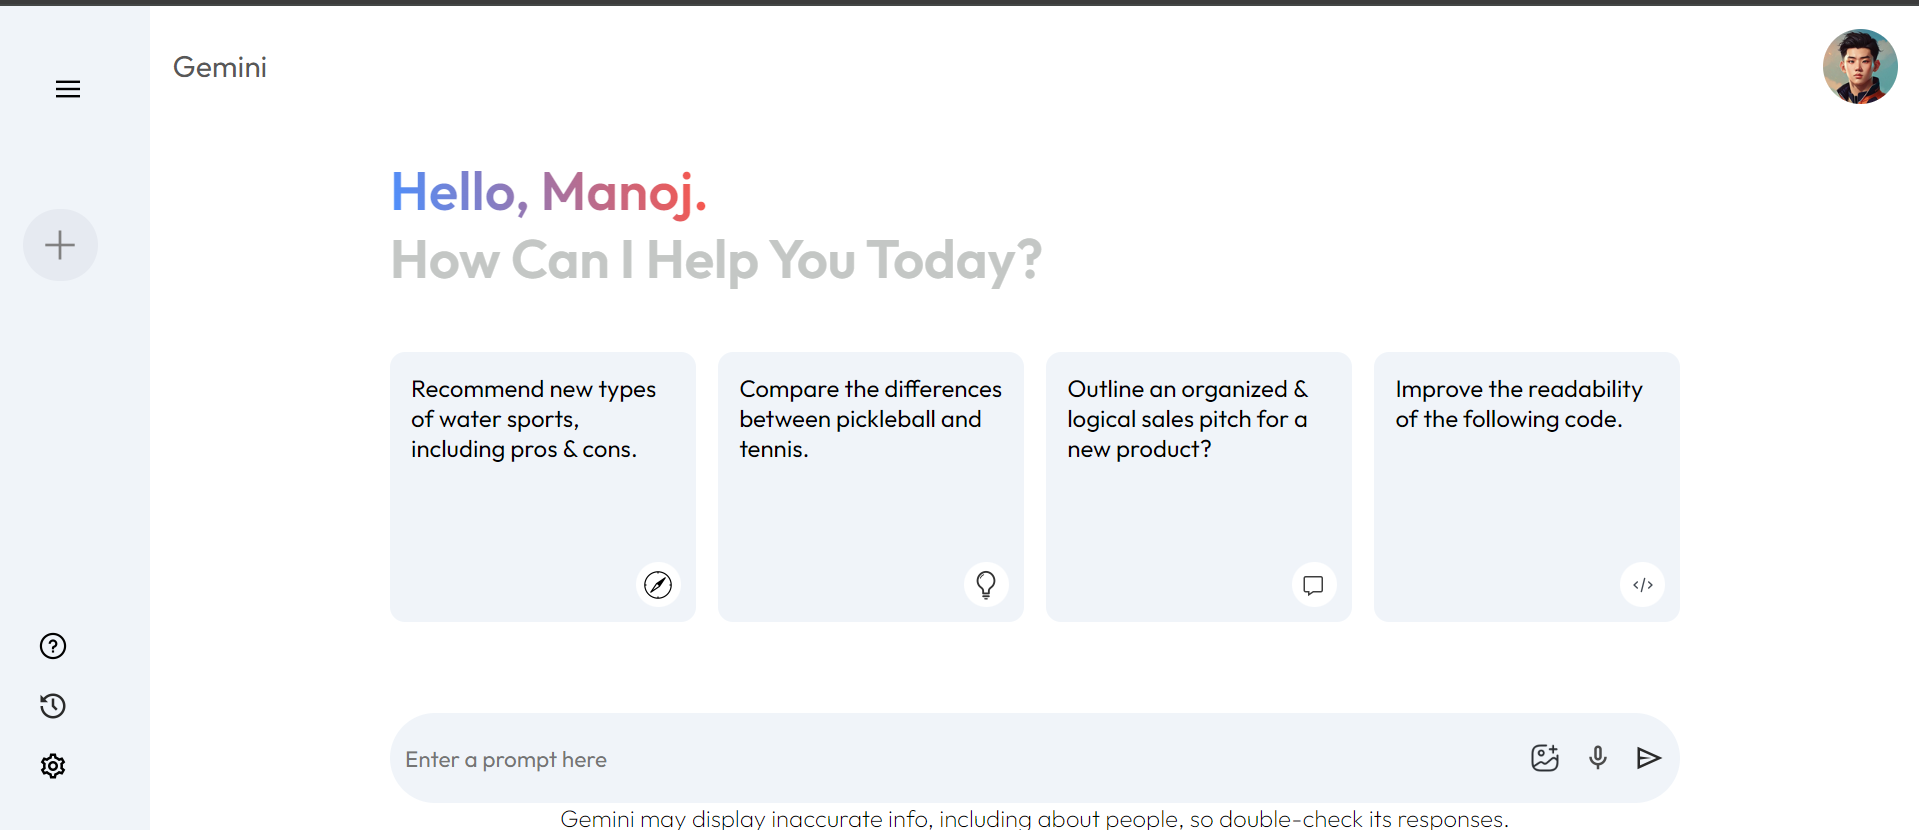 Gemini
Hello, Manoj.
How Can I Help You Today?
Recommend new types
of water sports,
including pros & cons.
Compare the differences
between pickleball and
tennis.
Outline an organized &
logical sales pitch for a
new product?
Improve the readability
of the following code.
Enter a prompt here
Gemini may display inaccurate info, including about people, so double-check its responses.